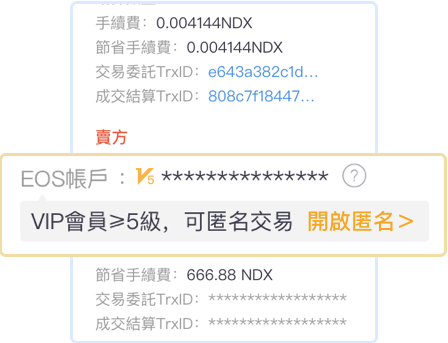 手續費：0.004144NDX
節省手續費：0.004144NDX
交易委託TrxID：e643a382c1d...
成交結算TrxID：808c7f18447...
賣方
EOS帳戶：V5 ***************
?
VIP會員≥5級，可匿名交易 開啟匿名＞
節省手續費：666.88 NDX
交易委託TrxID：******************
成交結算TrxID：******************